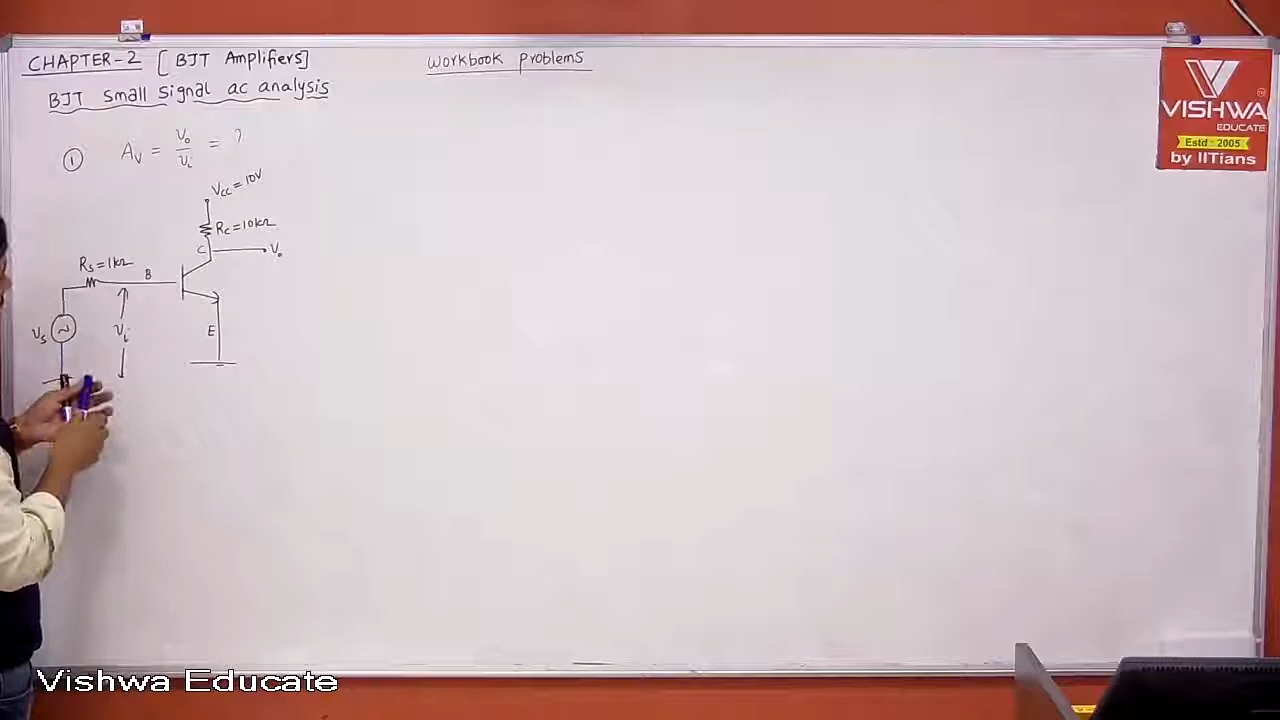 CHAPTER-2 [BJT Amplifiers]
BJT small signal ac analysis
workbook problems
① Av = Vo/Vi = ?
Vcc = 10V
Rc = 10kΩ
C
Vo
Rs = 1kΩ
B
Vs
Vi
E
VISHWA
EDUCATE
Estd - 2005
by IITians
Vishwa Educate